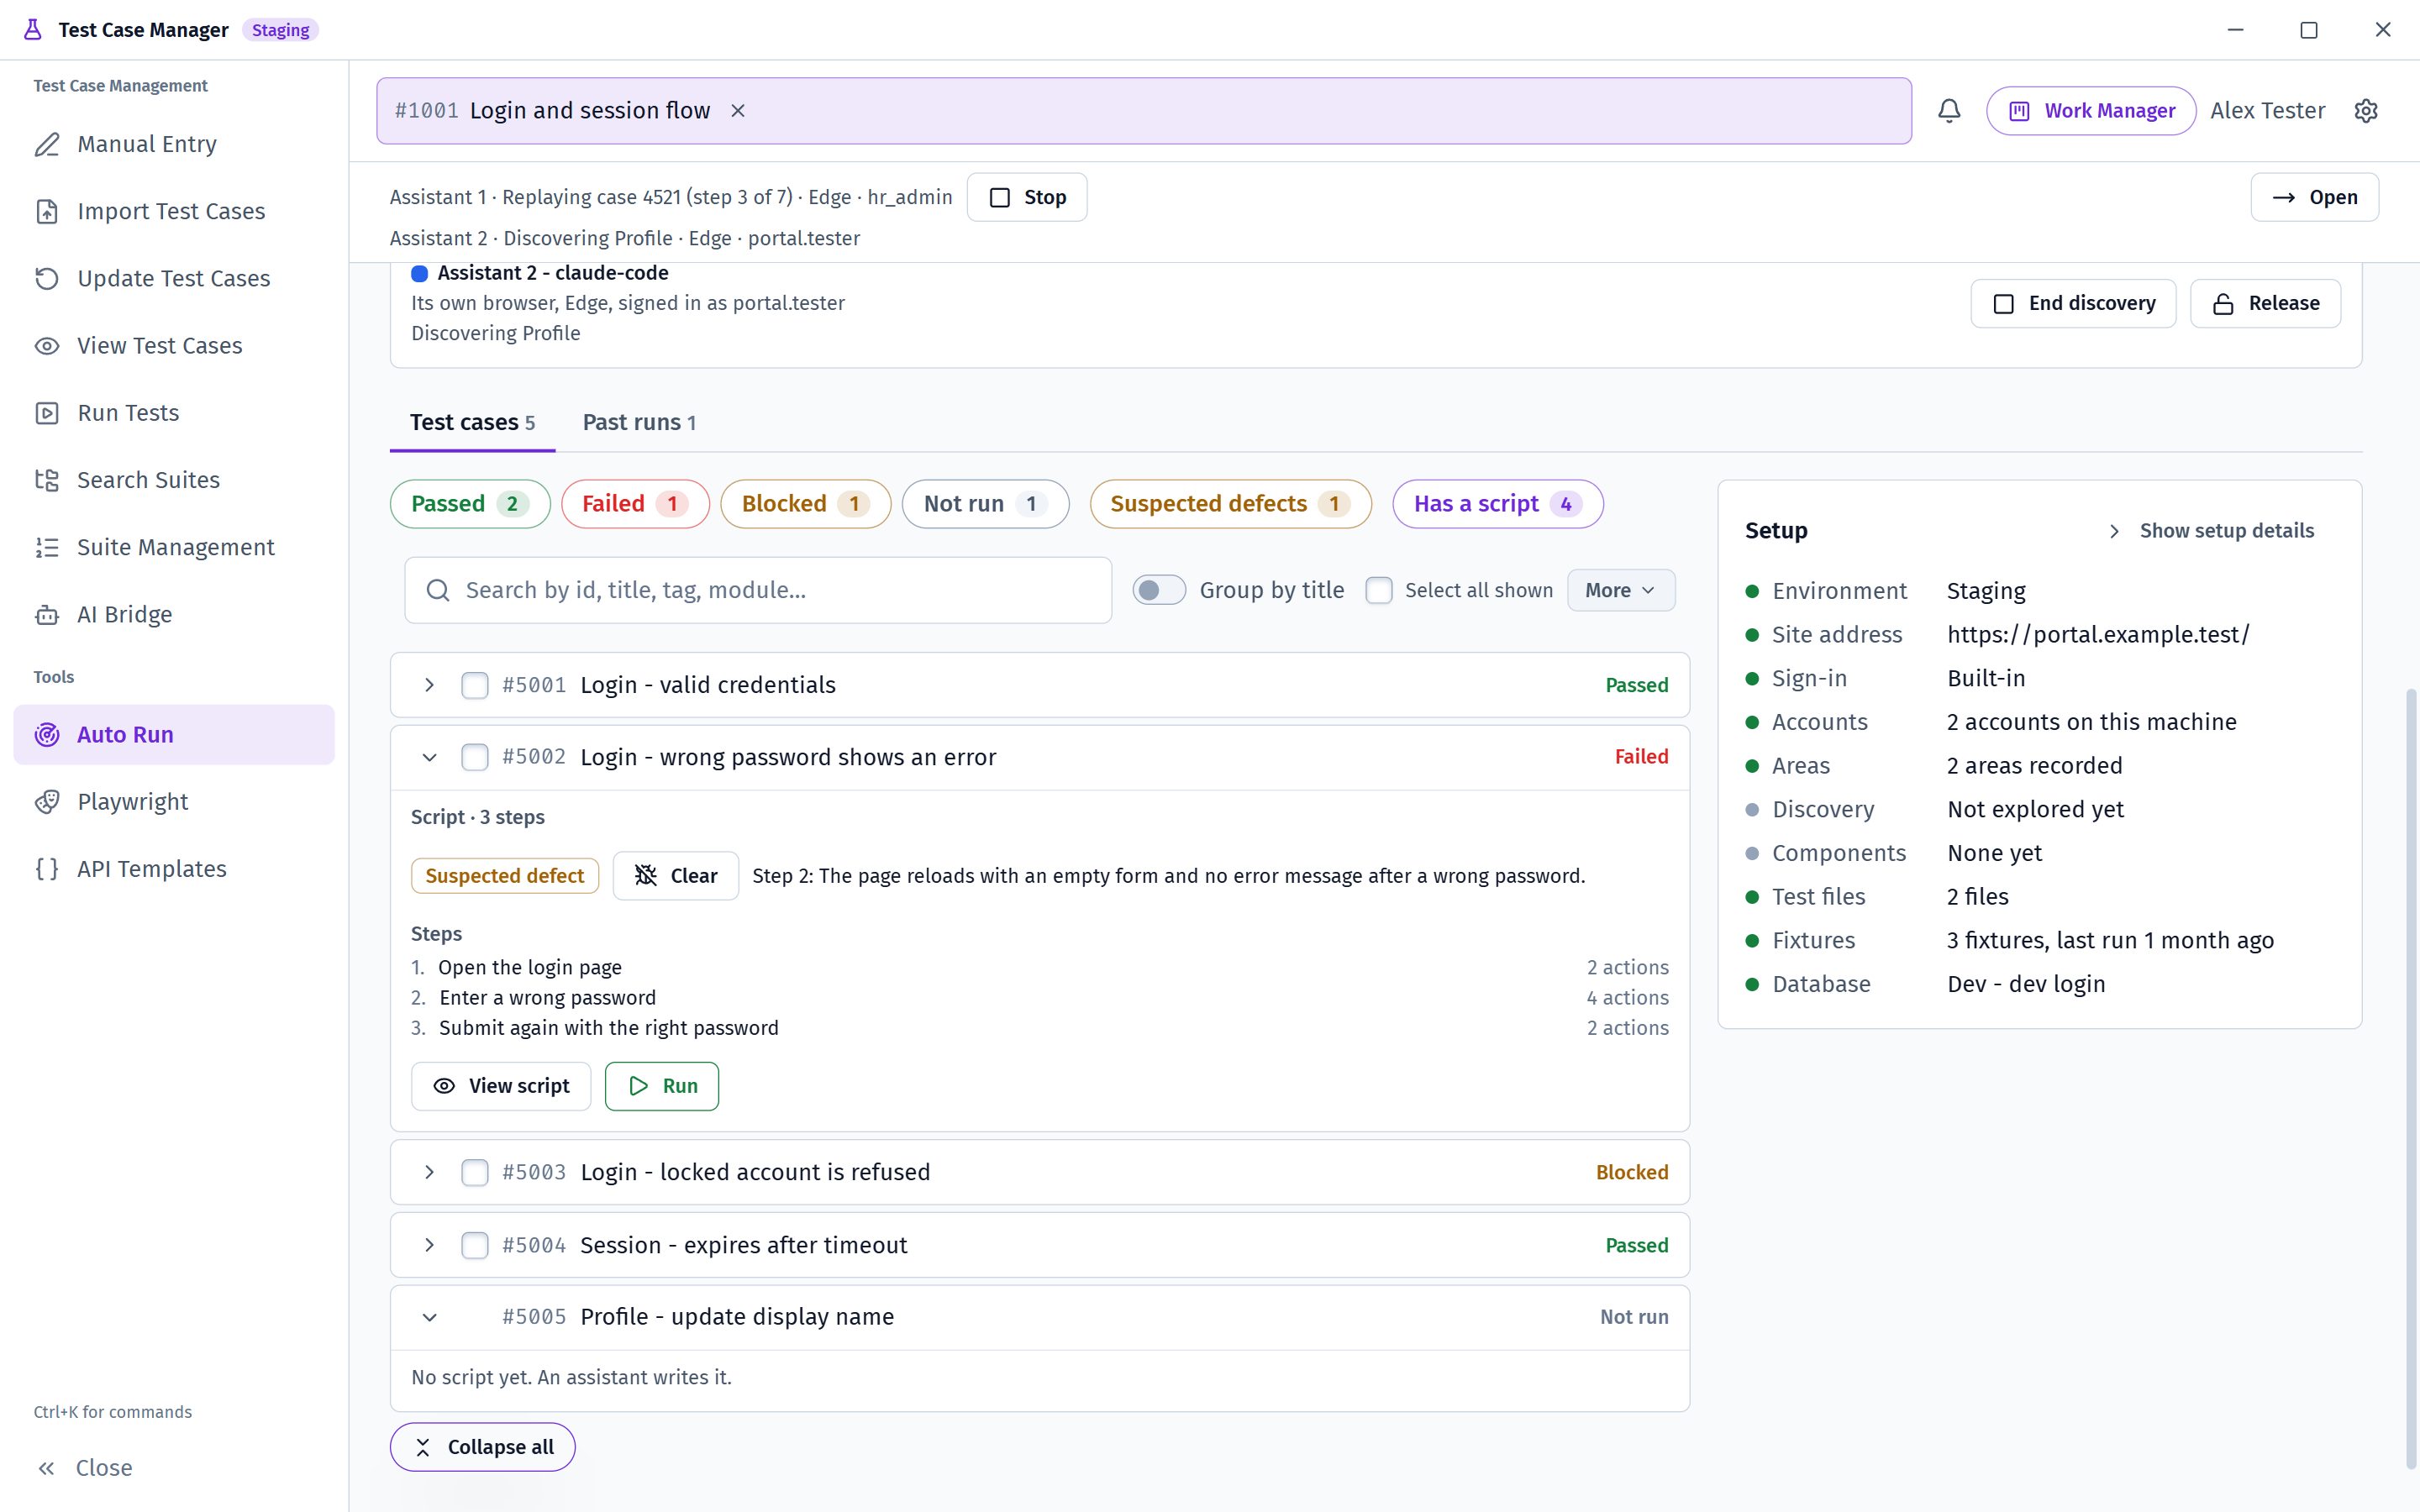 Test Case Manager Staging
Test Case Management
Manual Entry
Import Test Cases
Update Test Cases
View Test Cases
Run Tests
Search Suites
Suite Management
AI Bridge
Tools
Auto Run
Playwright
API Templates
Ctrl+K for commands
Close
#1001 Login and session flow
Work Manager Alex Tester
Assistant 1 · Replaying case 4521 (step 3 of 7) · Edge · hr_admin Stop Open
Assistant 2 · Discovering Profile · Edge · portal.tester
Assistant 2 - claude-code
Its own browser, Edge, signed in as portal.tester
Discovering Profile
End discovery Release
Test cases 5 Past runs 1
Passed 2 Failed 1 Blocked 1 Not run 1 Suspected defects 1 Has a script 4
Search by id, title, tag, module... Group by title Select all shown More
#5001 Login - valid credentials Passed
#5002 Login - wrong password shows an error Failed
Script · 3 steps
Suspected defect Clear Step 2: The page reloads with an empty form and no error message after a wrong password.
Steps
1. Open the login page 2 actions
2. Enter a wrong password 4 actions
3. Submit again with the right password 2 actions
View script Run
#5003 Login - locked account is refused Blocked
#5004 Session - expires after timeout Passed
#5005 Profile - update display name Not run
No script yet. An assistant writes it.
Collapse all
Setup Show setup details
Environment Staging
Site address https://portal.example.test/
Sign-in Built-in
Accounts 2 accounts on this machine
Areas 2 areas recorded
Discovery Not explored yet
Components None yet
Test files 2 files
Fixtures 3 fixtures, last run 1 month ago
Database Dev - dev login